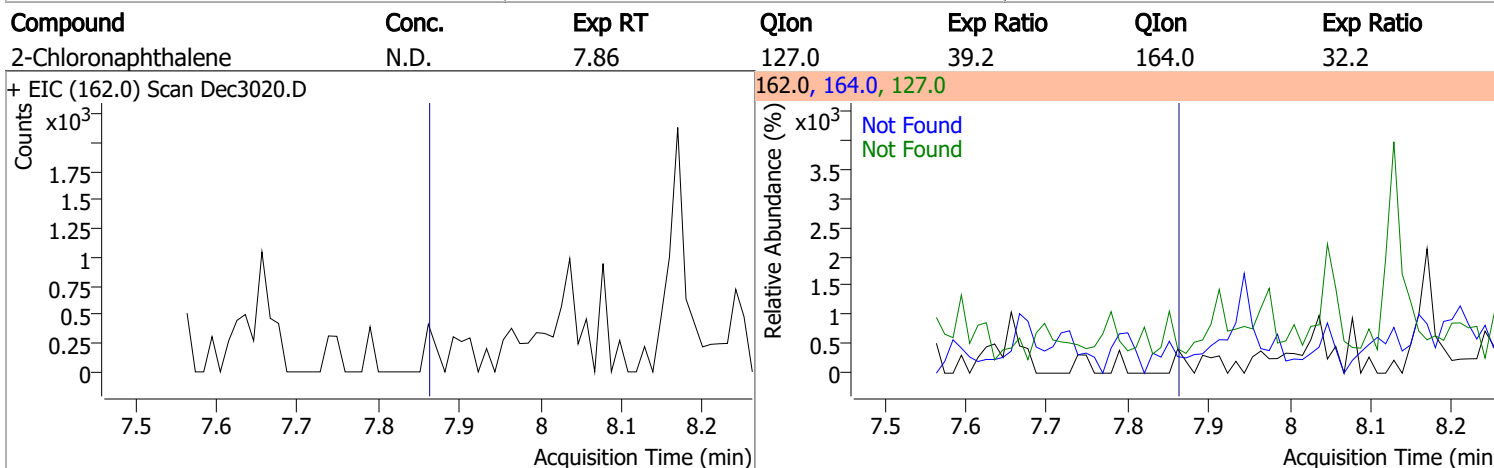 Compound Conc. Exp RT QIon Exp Ratio QIon Exp Ratio
2-Chloronaphthalene N.D. 7.86 127.0 39.2 164.0 32.2
+ EIC (162.0) Scan Dec3020.D
Counts
x10³
1.75
1.5
1.25
1
0.75
0.5
0.25
0
7.5 7.6 7.7 7.8 7.9 8 8.1 8.2
Acquisition Time (min)
162.0, 164.0, 127.0
Relative Abundance (%)
x10³
Not Found
Not Found
3.5
3
2.5
2
1.5
1
0.5
0
7.5 7.6 7.7 7.8 7.9 8 8.1 8.2
Acquisition Time (min)